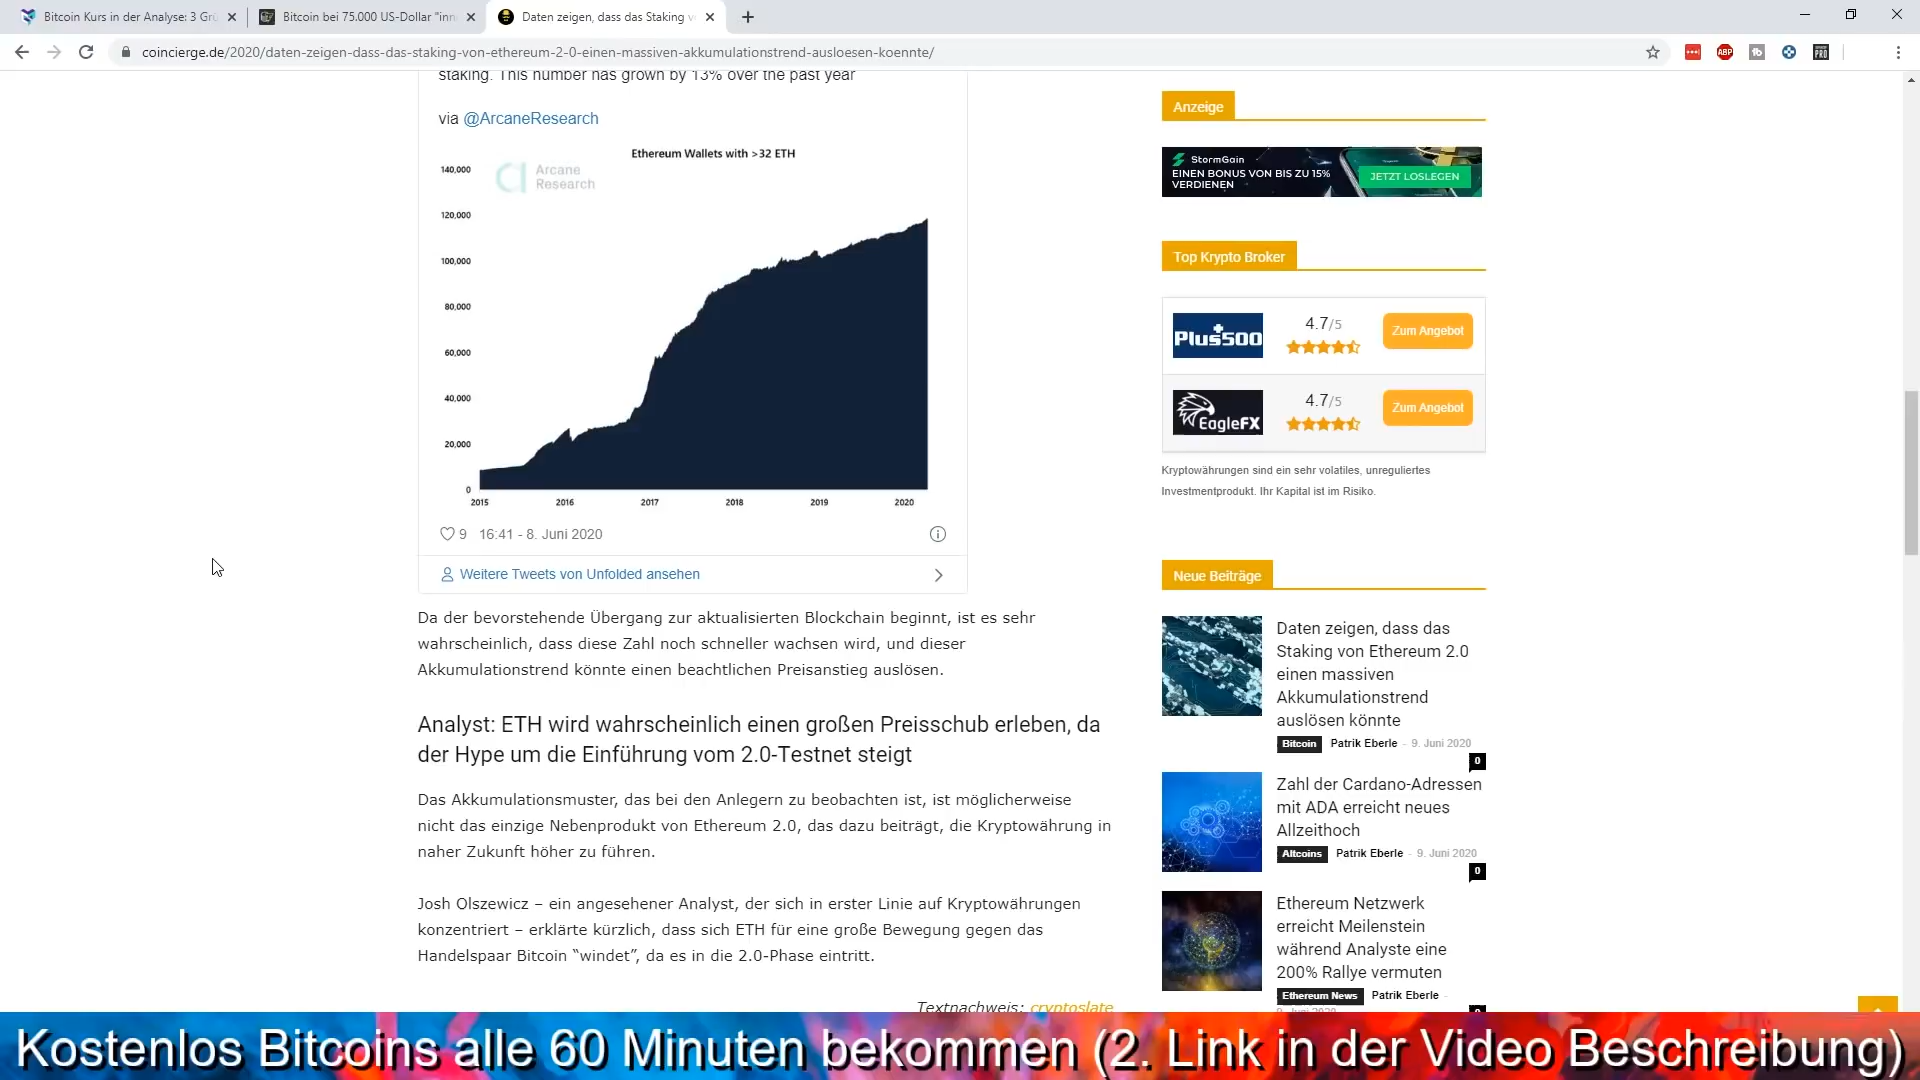 Bitcoin Kurs in der Analyse: 3 Grü
Bitcoin bei 75.000 US-Dollar "inn
Daten zeigen, dass das Staking v
coincierge.de/2020/daten-zeigen-dass-das-staking-von-ethereum-2-0-einen-massiven-akkumulationstrend-ausloesen-koennte/
ABP
PRO
staking. This number has grown by 13% over the past year
via @ArcaneResearch
Ethereum Wallets with >32 ETH
Arcane
Research
140,000
120,000
100,000
80,000
60,000
40,000
20,000
0
2015 2016 2017 2018 2019 2020
9 16:41 - 8. Juni 2020
Weitere Tweets von Unfolded ansehen
Da der bevorstehende Übergang zur aktualisierten Blockchain beginnt, ist es sehr
wahrscheinlich, dass diese Zahl noch schneller wachsen wird, und dieser
Akkumulationstrend könnte einen beachtlichen Preisanstieg auslösen.
Analyst: ETH wird wahrscheinlich einen großen Preisschub erleben, da
der Hype um die Einführung vom 2.0-Testnet steigt
Das Akkumulationsmuster, das bei den Anlegern zu beobachten ist, ist möglicherweise
nicht das einzige Nebenprodukt von Ethereum 2.0, das dazu beiträgt, die Kryptowährung in
naher Zukunft höher zu führen.
Josh Olszewicz – ein angesehener Analyst, der sich in erster Linie auf Kryptowährungen
konzentriert – erklärte kürzlich, dass sich ETH für eine große Bewegung gegen das
Handelspaar Bitcoin “windet”, da es in die 2.0-Phase eintritt.
Textnachweis: cryptoslate
Anzeige
StormGain
EINEN BONUS VON BIS ZU 15%
VERDIENEN
JETZT LOSLEGEN
Top Krypto Broker
Plus500
4.7/5
Zum Angebot
EagleFX
4.7/5
Zum Angebot
Kryptowährungen sind ein sehr volatiles, unreguliertes
Investmentprodukt. Ihr Kapital ist im Risiko.
Neue Beiträge
Daten zeigen, dass das
Staking von Ethereum 2.0
einen massiven
Akkumulationstrend
auslösen könnte
Bitcoin Patrik Eberle - 9. Juni 2020
0
Zahl der Cardano-Adressen
mit ADA erreicht neues
Allzeithoch
Altcoins Patrik Eberle - 9. Juni 2020
0
Ethereum Netzwerk
erreicht Meilenstein
während Analyste eine
200% Rallye vermuten
Ethereum News Patrik Eberle -
9. Juni 2020
0
Kostenlos Bitcoins alle 60 Minuten bekommen (2. Link in der Video Beschreibung)